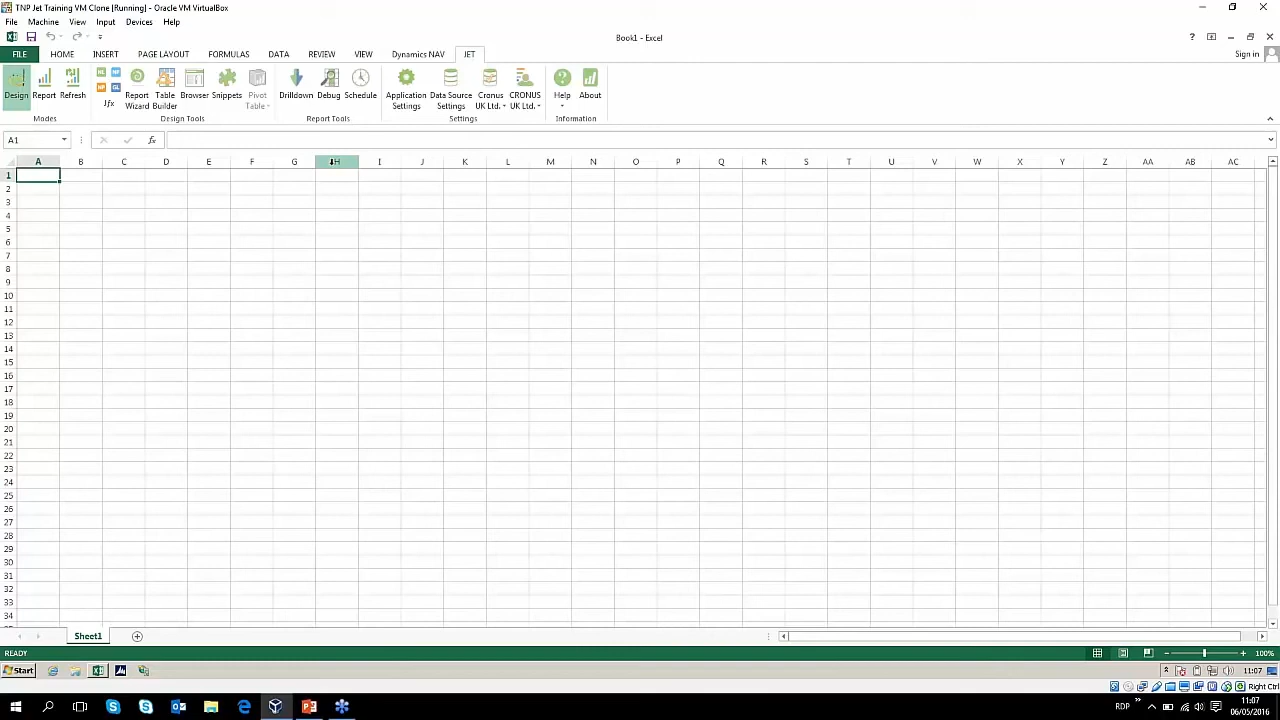 TNP Jet Training VM Clone [Running] - Oracle VM VirtualBox
File Machine View Input Devices Help
Book1 - Excel
FILE HOME INSERT PAGE LAYOUT FORMULAS DATA REVIEW VIEW Dynamics NAV JET Sign in
Design Report Refresh
Modes
Jfx Report Wizard Table Builder Browser Snippets Pivot Table
Design Tools
Drilldown Debug Schedule
Report Tools
Application Settings Data Source Settings Cronus UK Ltd. CRONUS UK Ltd.
Settings
Help About
Information
A1 fx
A B C D E F G H I J K L M N O P Q R S T U V W X Y Z AA AB AC
1
2
3
4
5
6
7
8
9
10
11
12
13
14
15
16
17
18
19
20
21
22
23
24
25
26
27
28
29
30
31
32
33
34
Sheet1
READY 100%
Start 11:07
Right Ctrl
RDP 11:07
06/05/2016